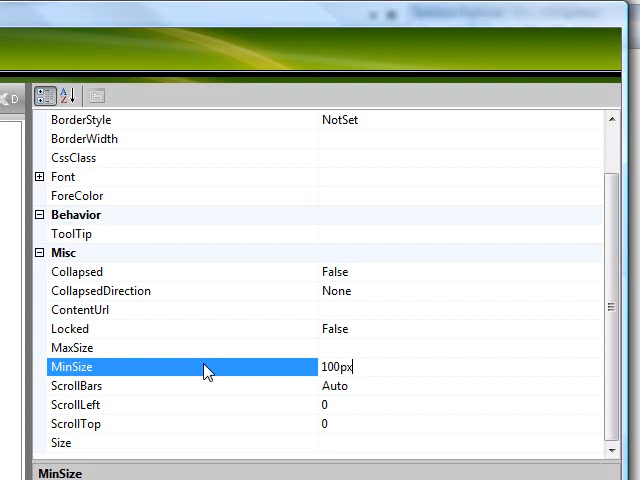 D
BorderStyle NotSet
BorderWidth
CssClass
Font
ForeColor
Behavior
ToolTip
Misc
Collapsed False
CollapsedDirection None
ContentUrl
Locked False
MaxSize
MinSize 100px
ScrollBars Auto
ScrollLeft 0
ScrollTop 0
Size
MinSize